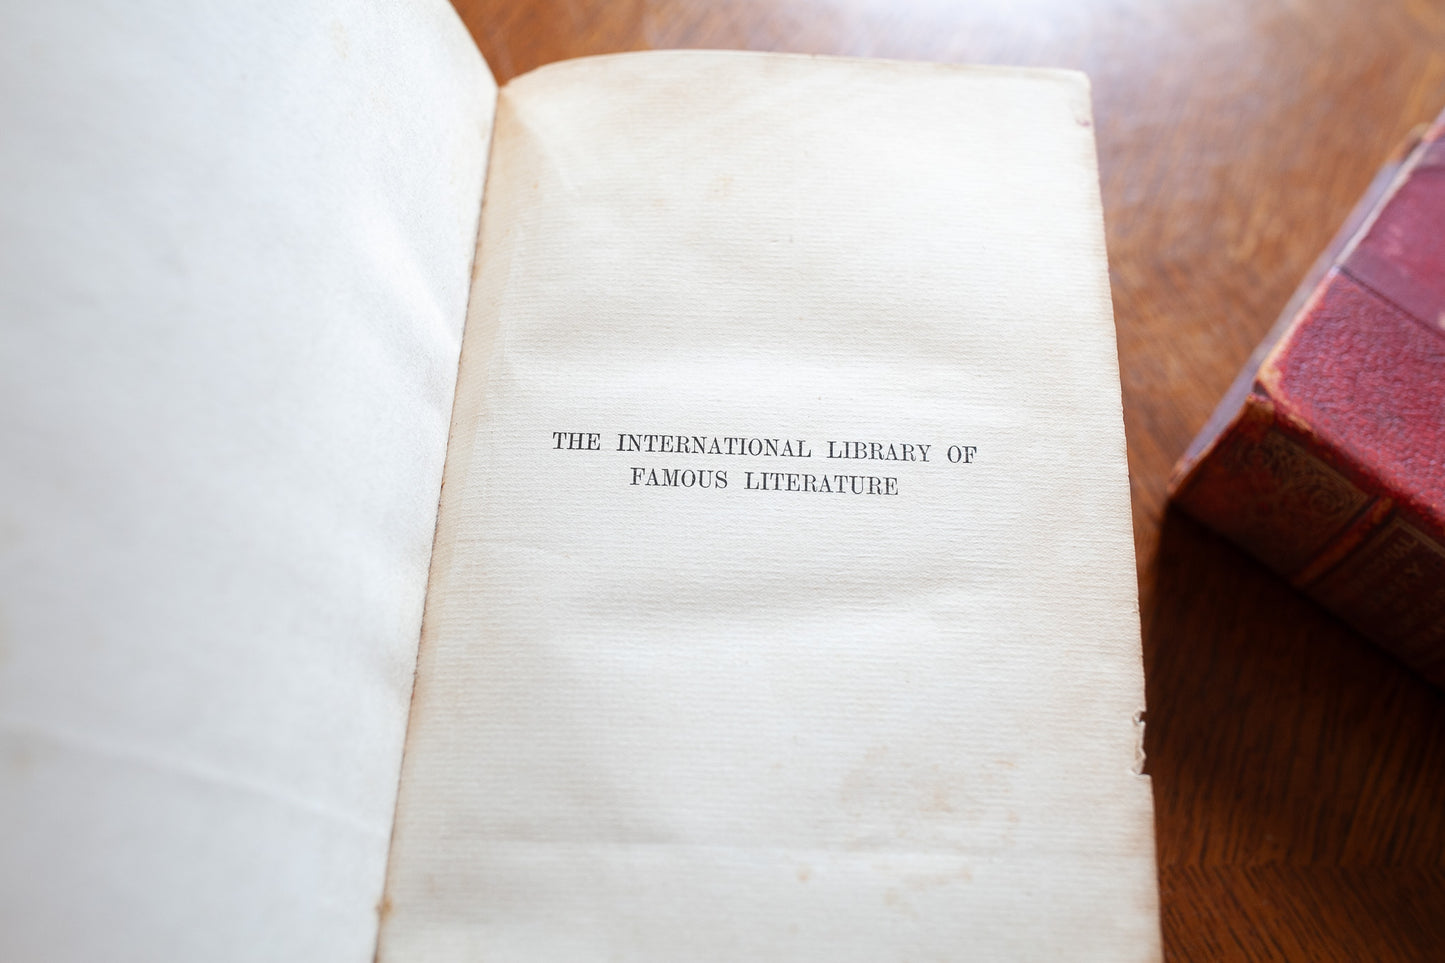 THE INTERNATIONAL LIBRARY OF
FAMOUS LITERATURE